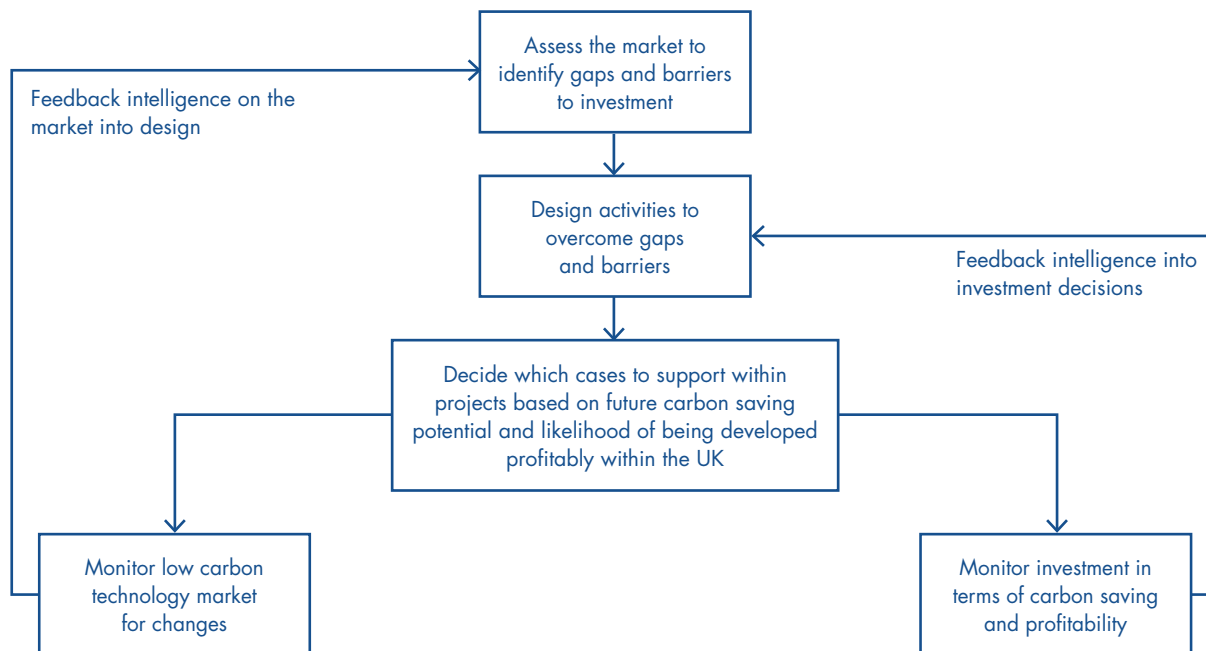 Assess the market to
identify gaps and barriers
to investment
Feedback intelligence on the
market into design
Design activities to
overcome gaps
and barriers
Feedback intelligence into
investment decisions
Decide which cases to support within
projects based on future carbon saving
potential and likelihood of being developed
profitably within the UK
Monitor low carbon
technology market
for changes
Monitor investment in
terms of carbon saving
and profitability